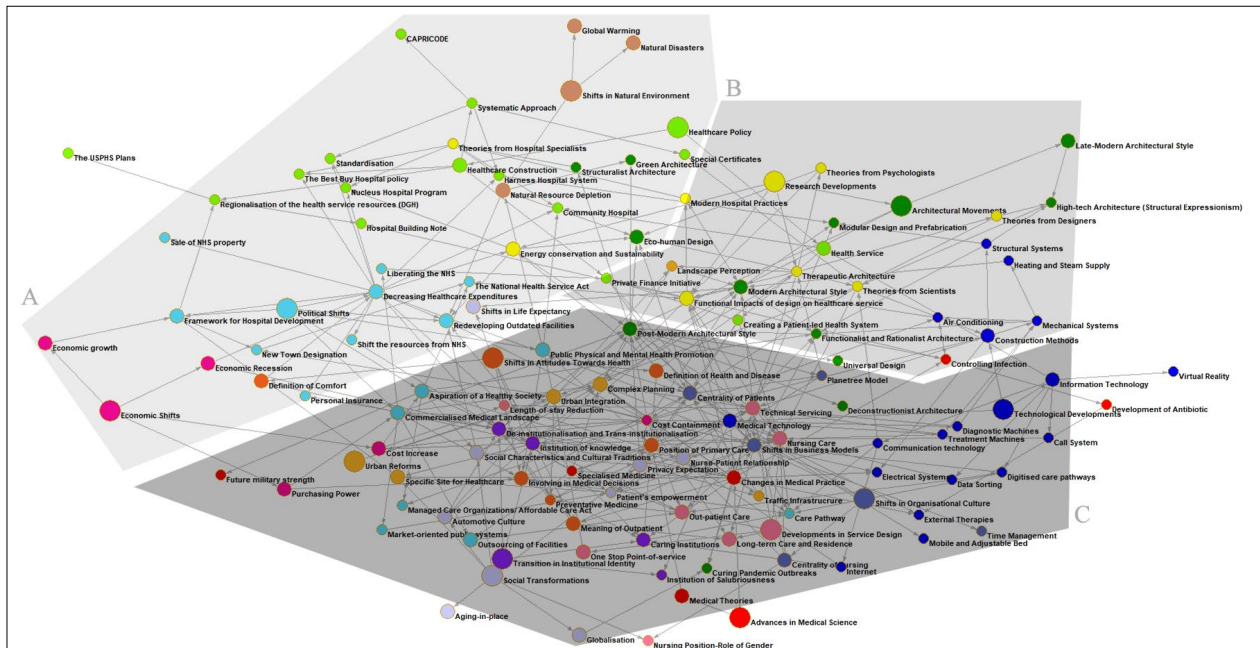 Global Warming
CAPRICODE
Natural Disasters
Shifts in Natural Environment
B
Systematic Approach
Healthcare Policy
Late-Modern Architectural Style
Theories from Hospital Specialists
The USPHS Plans
Standardisation
Green Architecture
Special Certificates
Healthcare Construction
Structuralist Architecture
Theories from Psychologists
The Best Buy Hospital policy
Harness Hospital System
Research Developments
Nucleus Hospital Program
Natural Resource Depletion
Regionalisation of the health service resources (DGH)
Modern Hospital Practices
Community Hospital
Architectural Movements
High-tech Architecture (Structural Expressionism)
Theories from Designers
Hospital Building Note
Modular Design and Prefabrication
Sale of NHS property
Eco-human Design
Structural Systems
Energy conservation and Sustainability
Health Service
Heating and Steam Supply
Liberating the NHS
Landscape Perception
Therapeutic Architecture
The National Health Service Act
Private Finance Initiative
A
Decreasing Healthcare Expenditures
Modern Architectural Style
Theories from Scientists
Functional Impacts of design on healthcare service
Political Shifts
Shifts in Life Expectancy
Framework for Hospital Development
Redeveloping Outdated Facilities
Creating a Patient-led Health System
Air Conditioning
Mechanical Systems
Post-Modern Architectural Style
Functionalist and Rationalist Architecture
Construction Methods
Economic growth
Shift the resources from NHS
New Town Designation
Public Physical and Mental Health Promotion
Shifts in Attitudes Towards Health
Controlling Infection
Economic Recession
Universal Design
Definition of Health and Disease
Planetree Model
Virtual Reality
Definition of Comfort
Information Technology
Complex Planning
Personal Insurance
Aspiration of a Healthy Society
Urban Integration
Centrality of Patients
Length-of-stay Reduction
Deconstructionist Architecture
Development of Antibiotic
Economic Shifts
Commercialised Medical Landscape
Technical Servicing
Technological Developments
Cost Containment
Medical Technology
De-institutionalisation and Trans-institutionalisation
Diagnostic Machines
Treatment Machines
Call System
Nursing Care
Cost Increase
Institution of knowledge
Position of Primary Care
Shifts in Business Models
Communication technology
Social Characteristics and Cultural Traditions
Urban Reforms
Nurse-Patient Relationship
Privacy Expectation
Future military strength
Specialised Medicine
Specific Site for Healthcare
Involving in Medical Decisions
Changes in Medical Practice
Electrical Systems
Data Sorting
Digitised care pathways
Purchasing Power
Patient's empowerment
Preventative Medicine
Traffic Infrastrucrure
Shifts in Organisational Culture
Managed Care Organizations/ Affordable Care Act
Out-patient Care
Care Pathway
External Therapies
C
Automotive Culture
Meaning of Outpatient
Market-oriented public systems
Developments in Service Design
Time Management
Outsourcing of Facilities
Caring Institutions
Long-term Care and Residence
Mobile and Adjustable Bed
One Stop Point-of-service
Transition in Institutional Identity
Centrality of Nursing
Internet
Curing Pandemic Outbreaks
Social Transformations
Institution of Salubriousness
Medical Theories
Aging-in-place
Advances in Medical Science
Globalisation
Nursing Position-Role of Gender